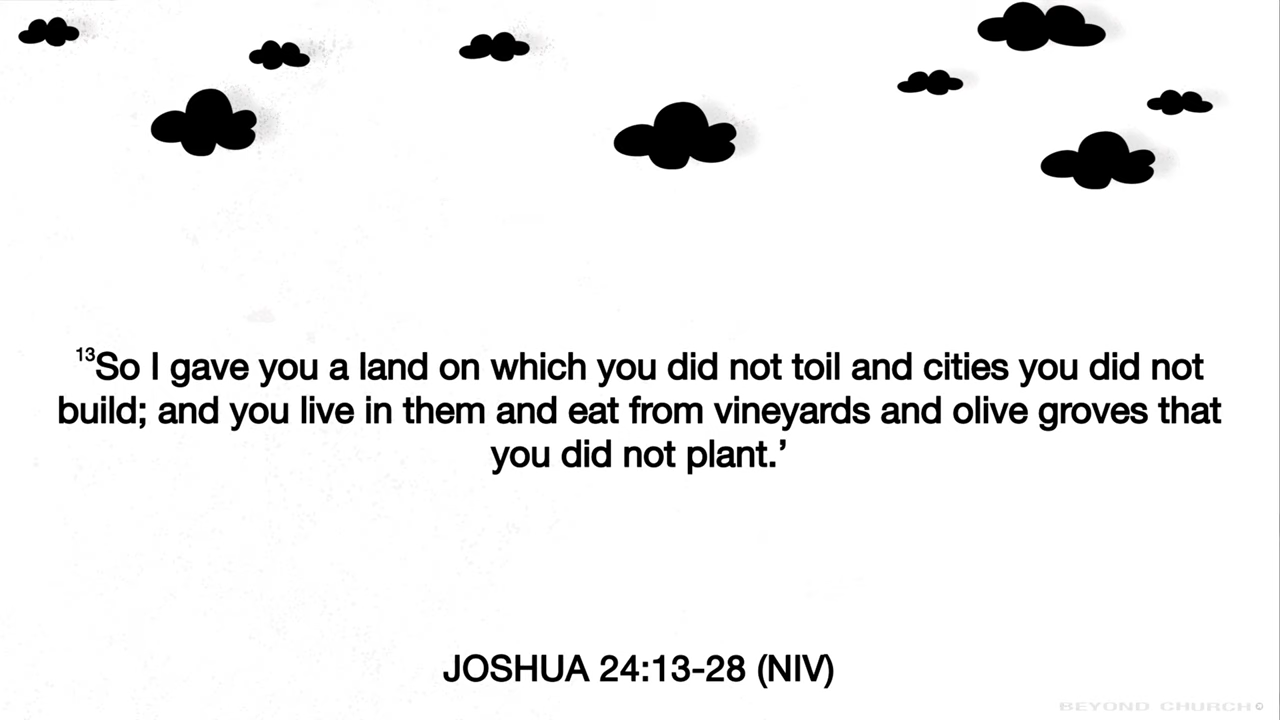 ¹³So I gave you a land on which you did not toil and cities you did not
build; and you live in them and eat from vineyards and olive groves that
you did not plant.’
JOSHUA 24:13-28 (NIV)
BEYOND CHURCH©